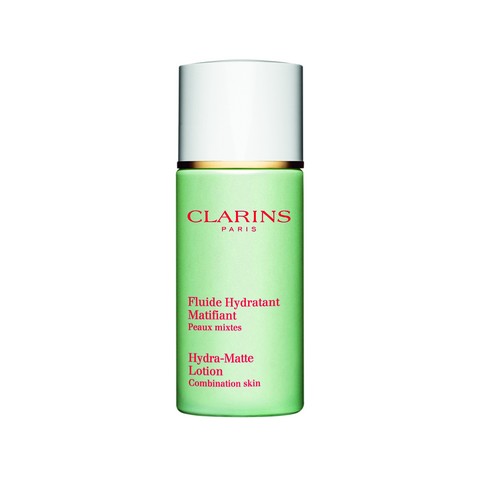 CLARINS
PARIS
Fluide Hydratant
Matifiant
Peaux mixtes
Hydra-Matte
Lotion
Combination skin